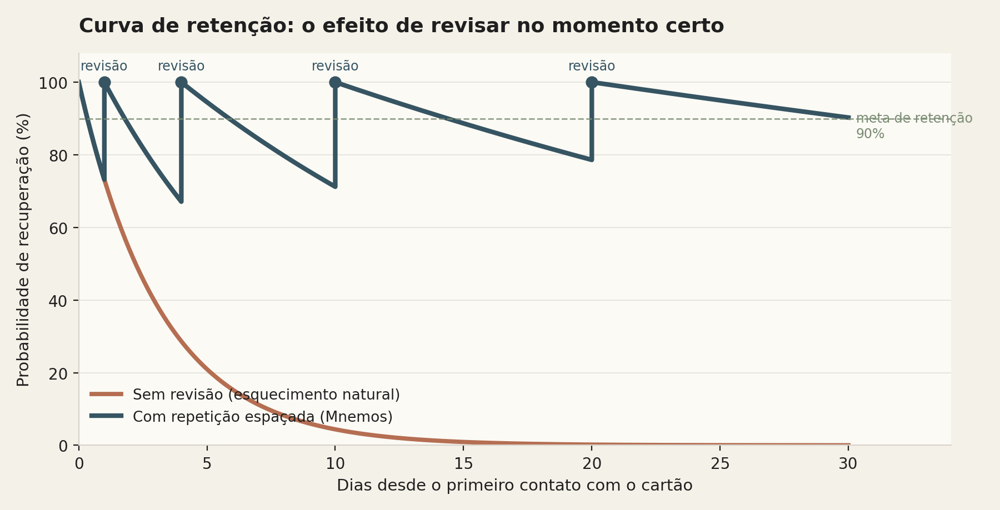 Curva de retenção: o efeito de revisar no momento certo
revisão revisão revisão revisão
100
80
60
40
20
0
Probabilidade de recuperação (%)
meta de retenção
90%
Sem revisão (esquecimento natural)
Com repetição espaçada (Mnemos)
0 5 10 15 20 25 30
Dias desde o primeiro contato com o cartão